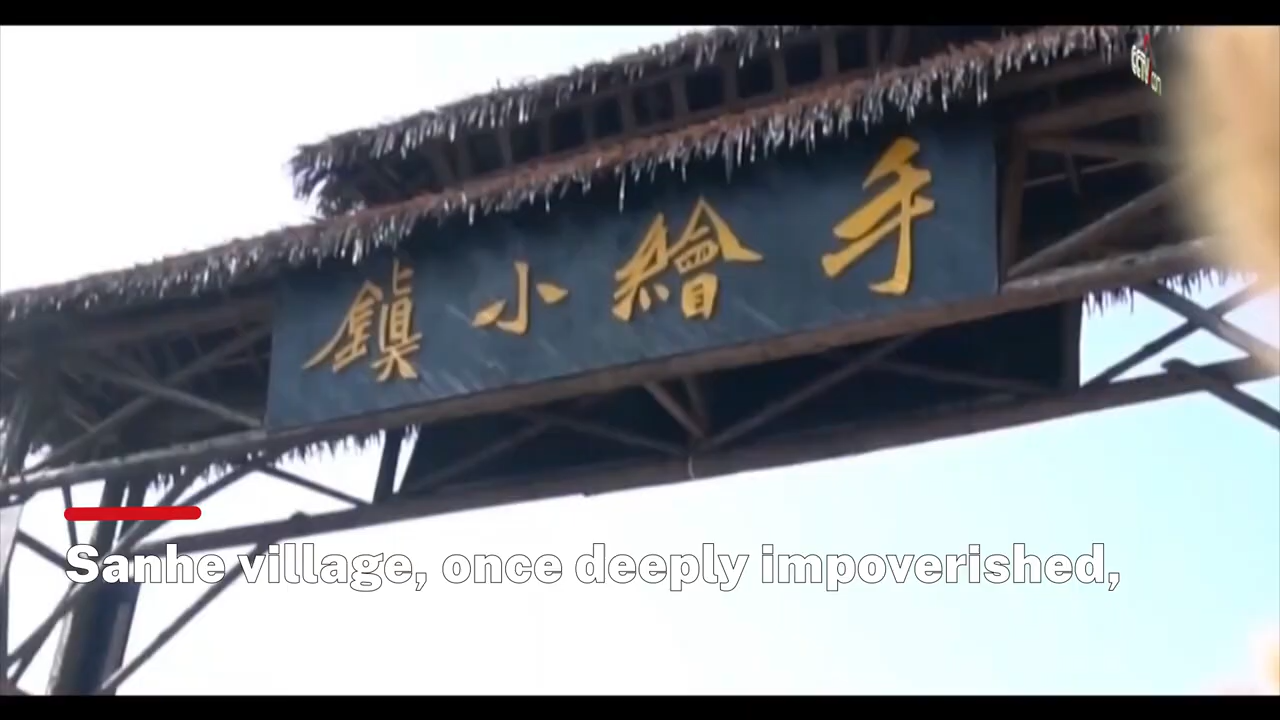 手繪小鎮
Sanhe village, once deeply impoverished,